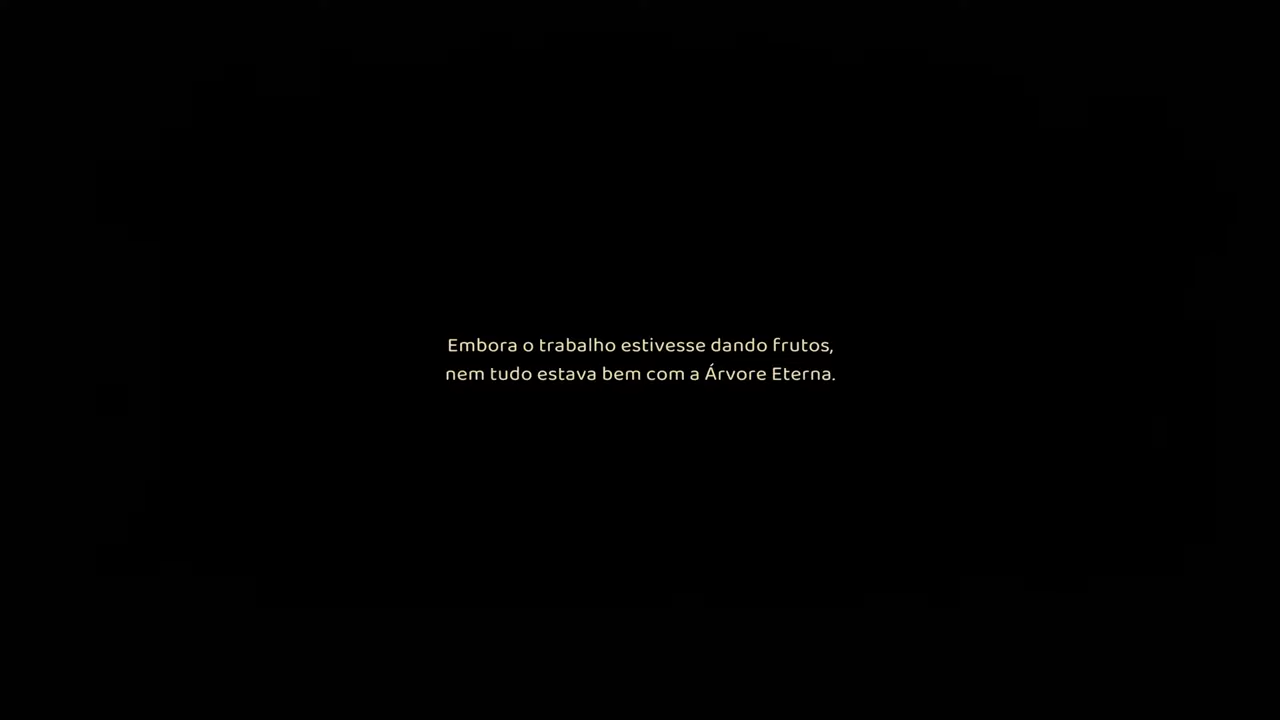 Embora o trabalho estivesse dando frutos,
nem tudo estava bem com a Árvore Eterna.